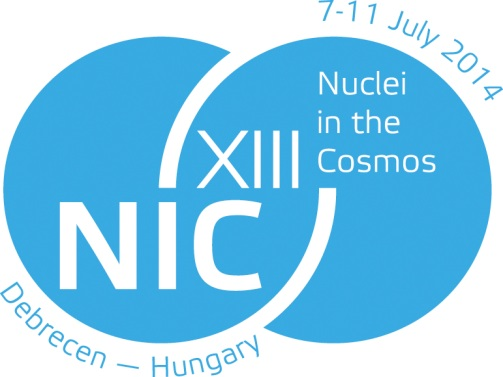 7-11 July 2014
Nuclei
in the
Cosmos
XIII
NIC
Debrecen — Hungary